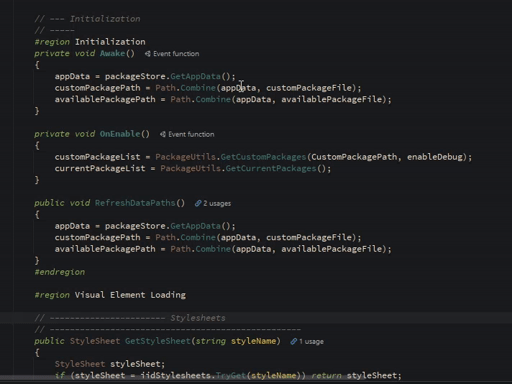 // --- Initialization
// -----
#region Initialization
private void Awake() Event function
{
appData = packageStore.GetAppData();
customPackagePath = Path.Combine(appData, customPackageFile);
availablePackagePath = Path.Combine(appData, availablePackageFile);
}
private void OnEnable() Event function
{
customPackageList = PackageUtils.GetCustomPackages(CustomPackagePath, enableDebug);
currentPackageList = PackageUtils.GetCurrentPackages();
}
public void RefreshDataPaths() 2 usages
{
appData = packageStore.GetAppData();
customPackagePath = Path.Combine(appData, customPackageFile);
availablePackagePath = Path.Combine(appData, availablePackageFile);
}
#endregion
#region Visual Element Loading
// ----------------------- Stylesheets
// --------------------------------------------------
public StyleSheet GetStyleSheet(string styleName) 1 usage
{
StyleSheet styleSheet;
if (styleSheet = iidStylesheets.TryGet(styleName)) return styleSheet;